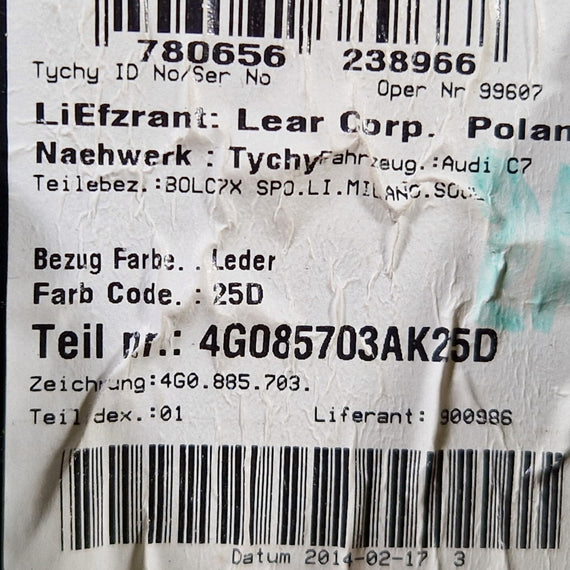 780656 238966
Tychy ID No/Ser No
Oper Nr 99607
LiEfzrant: Lear Corp. Polan
Naehwerk : Tychy Fahrzeug.:Audi C7
Teilebez.:BOLC7X SPO.LI.MILANO.
Bezug Farbe. . Leder
Farb Code. : 25D
Teil nr.: 4G085703AK25D
Zeichnung:4G0.885.703.
Teil dex.:01 Liferant: 900986
Datum 2014-02-17 3